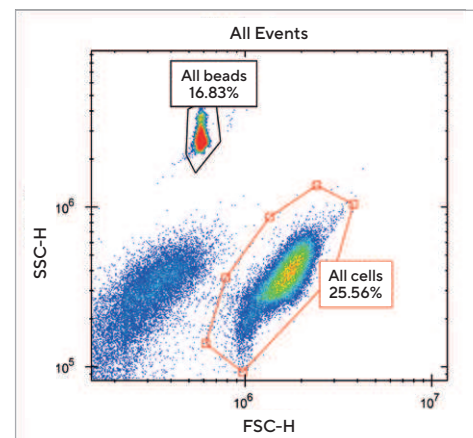 All Events
All beads
16.83%
10⁶
SSC-H
All cells
25.56%
10⁵
10⁶
10⁷
FSC-H